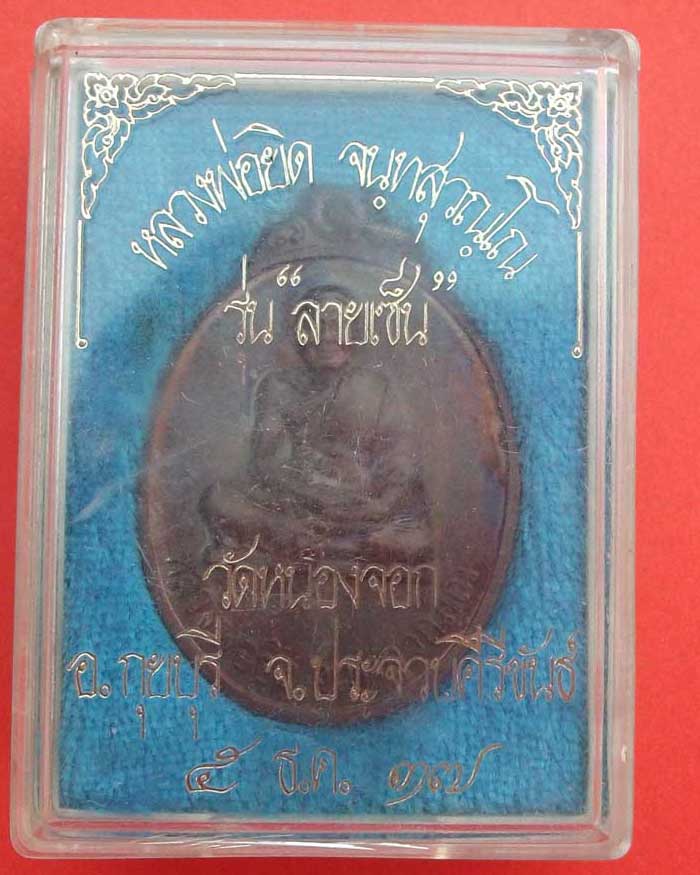 หลวงพ่อยิด จนฺทสุวณฺโณ
รุ่น “ลายเซ็น”
วัดหนองจอก
อ.กุยบุรี จ.ประจวบคีรีขันธ์
๕ ธ.ค. ๓๗